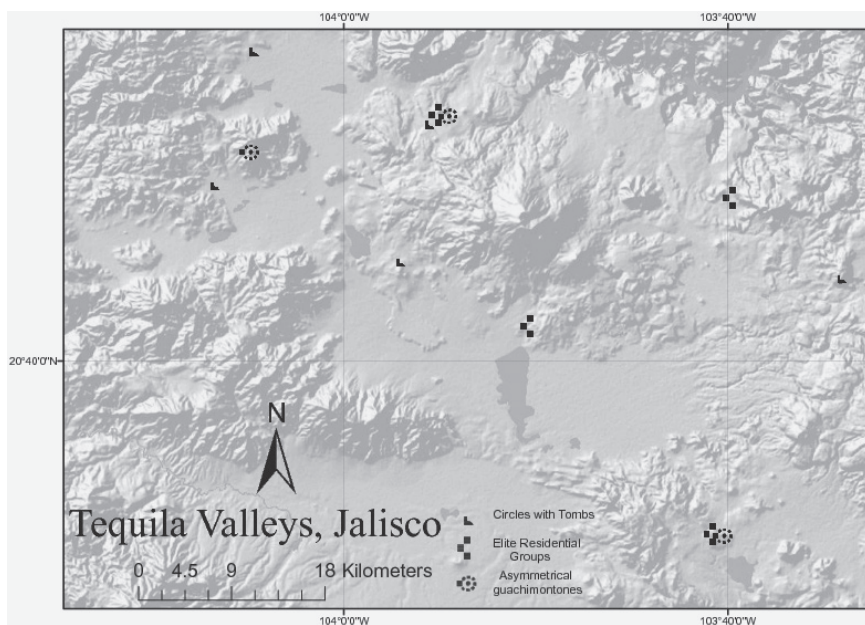 104°0'0"W 103°40'0"W
20°40'0"N
N
Tequila Valleys, Jalisco
0 4.5 9 18 Kilometers
Circles with Tombs
Elite Residential
Groups
Asymmetrical
guachimontones
104°0'0"W 103°40'0"W